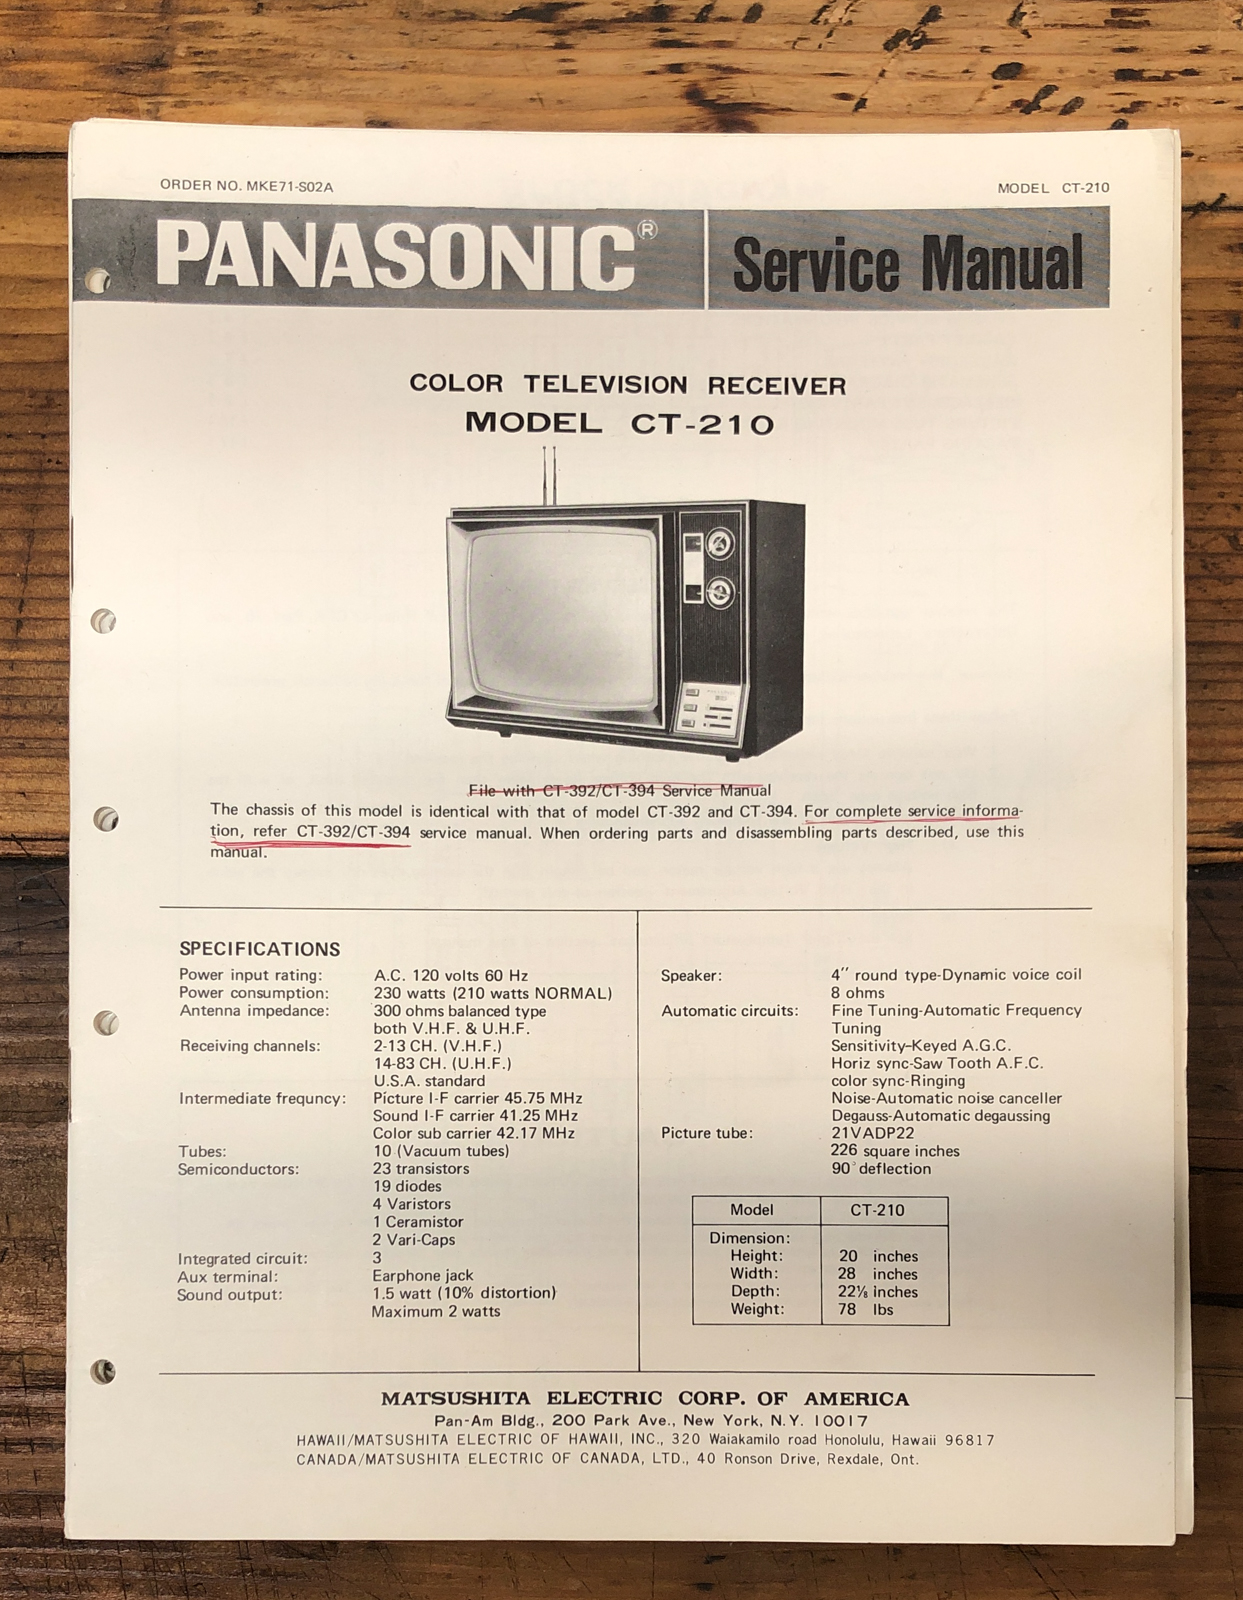 ORDER NO. MKE71-S02A
MODEL CT-210
PANASONIC®
Service Manual
COLOR TELEVISION RECEIVER
MODEL CT-210
File with CT-392/CT-394 Service Manual
The chassis of this model is identical with that of model CT-392 and CT-394. For complete service informa-
tion, refer CT-392/CT-394 service manual. When ordering parts and disassembling parts described, use this
manual.
SPECIFICATIONS
Power input rating: A.C. 120 volts 60 Hz
Power consumption: 230 watts (210 watts NORMAL)
Antenna impedance: 300 ohms balanced type
both V.H.F. & U.H.F.
Receiving channels: 2-13 CH. (V.H.F.)
14-83 CH. (U.H.F.)
U.S.A. standard
Intermediate frequncy: Picture I-F carrier 45.75 MHz
Sound I-F carrier 41.25 MHz
Color sub carrier 42.17 MHz
Tubes: 10 (Vacuum tubes)
Semiconductors: 23 transistors
19 diodes
4 Varistors
1 Ceramistor
2 Vari-Caps
Integrated circuit: 3
Aux terminal: Earphone jack
Sound output: 1.5 watt (10% distortion)
Maximum 2 watts
Speaker: 4" round type-Dynamic voice coil
8 ohms
Automatic circuits: Fine Tuning-Automatic Frequency
Tuning
Sensitivity-Keyed A.G.C.
Horiz sync-Saw Tooth A.F.C.
color sync-Ringing
Noise-Automatic noise canceller
Degauss-Automatic degaussing
Picture tube: 21VADP22
226 square inches
90° deflection
Model CT-210
Dimension:
Height: 20 inches
Width: 28 inches
Depth: 22⅛ inches
Weight: 78 lbs
MATSUSHITA ELECTRIC CORP. OF AMERICA
Pan-Am Bldg., 200 Park Ave., New York, N.Y. 10017
HAWAII/MATSUSHITA ELECTRIC OF HAWAII, INC., 320 Waiakamilo road Honolulu, Hawaii 96817
CANADA/MATSUSHITA ELECTRIC OF CANADA, LTD., 40 Ronson Drive, Rexdale, Ont.